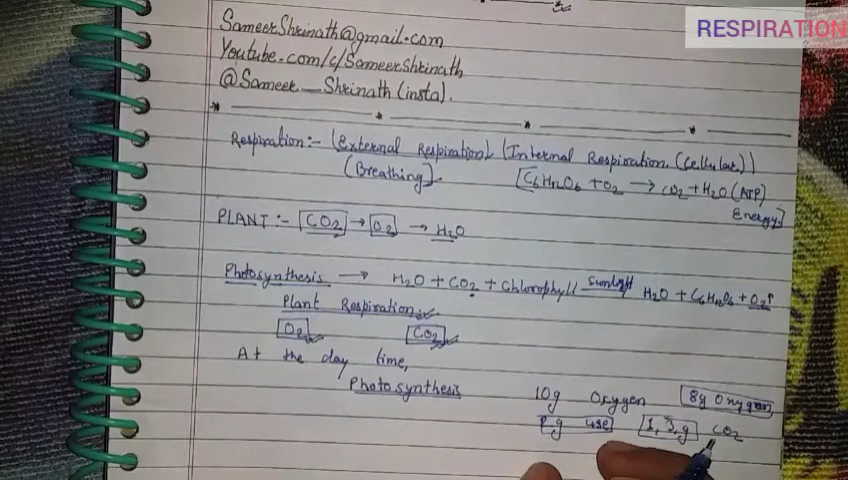 RESPIRATION
SameerShrinath@gmail.com
Youtube.com/c/SameerShrinath
@Sameer_Shrinath (insta).
Respiration:- (External Respiration) (Internal Respiration. (Cellular.))
(Breathing). [C6H12O6 + O2 → CO2 + H2O (ATP)
Energy.]
PLANT:- CO2 → O2 → H2O
Photosynthesis → H2O + CO2 + Chlorophyll Sunlight H2O + C6H12O6 + O2↑
Plant Respiration.
O2 CO2
At the day time,
Photosynthesis
10g Oxygen 8g Oxygen
2g use 1, 3, g CO2